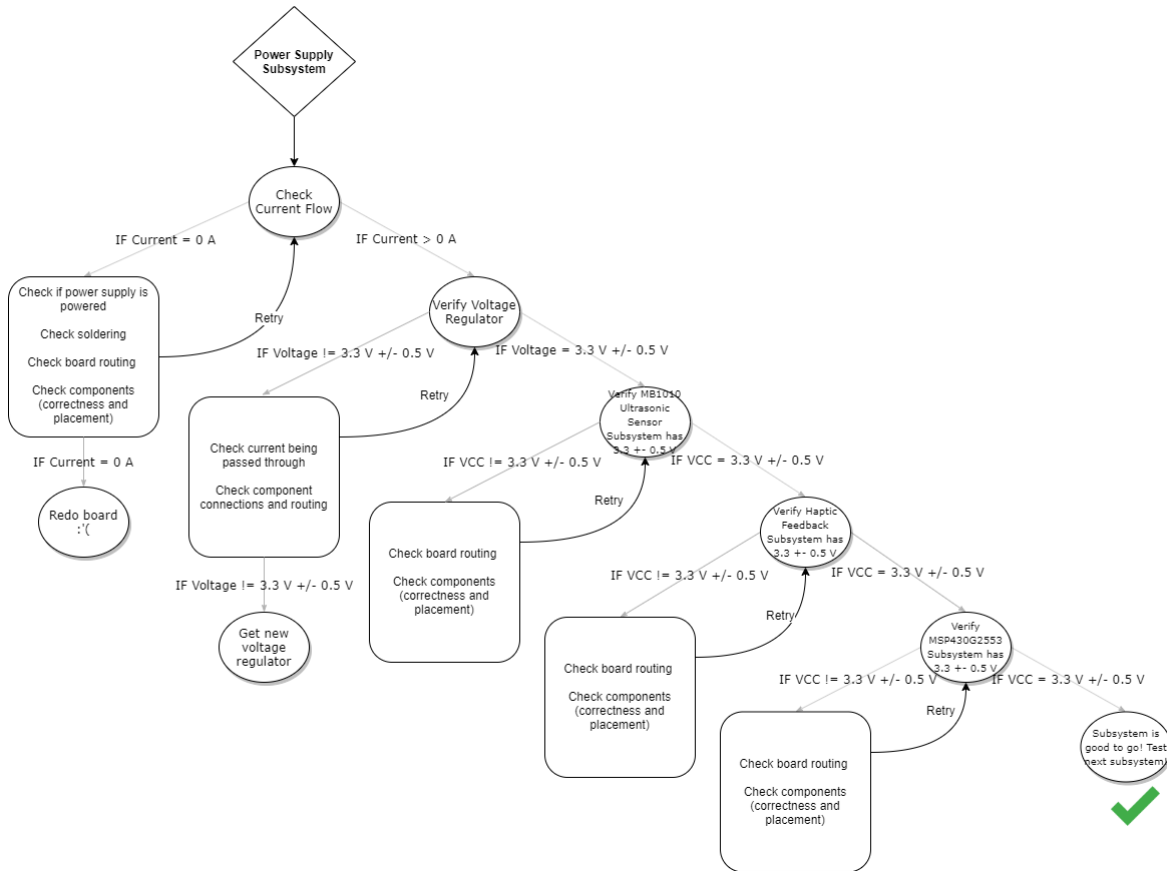 Power Supply
Subsystem
Check
Current Flow
IF Current = 0 A
IF Current > 0 A
Check if power supply is
powered
Check soldering
Check board routing
Check components
(correctness and
placement)
Retry
Verify Voltage
Regulator
IF Current = 0 A
Redo board
:'(
IF Voltage != 3.3 V +/- 0.5 V
IF Voltage = 3.3 V +/- 0.5 V
Check current being
passed through
Check component
connections and routing
Retry
IF Voltage != 3.3 V +/- 0.5 V
Get new
voltage
regulator
Verify MB1010
Ultrasonic
Sensor
Subsystem has
3.3 +- 0.5 V
IF VCC != 3.3 V +/- 0.5 V
IF VCC = 3.3 V +/- 0.5 V
Check board routing
Check components
(correctness and
placement)
Retry
Verify Haptic
Feedback
Subsystem has
3.3 +- 0.5 V
IF VCC != 3.3 V +/- 0.5 V
IF VCC = 3.3 V +/- 0.5 V
Check board routing
Check components
(correctness and
placement)
Retry
Verify
MSP430G2553
Subsystem has
3.3 +- 0.5 V
IF VCC != 3.3 V +/- 0.5 V
IF VCC = 3.3 V +/- 0.5 V
Check board routing
Check components
(correctness and
placement)
Retry
Subsystem is
good to go! Test
next subsystem!